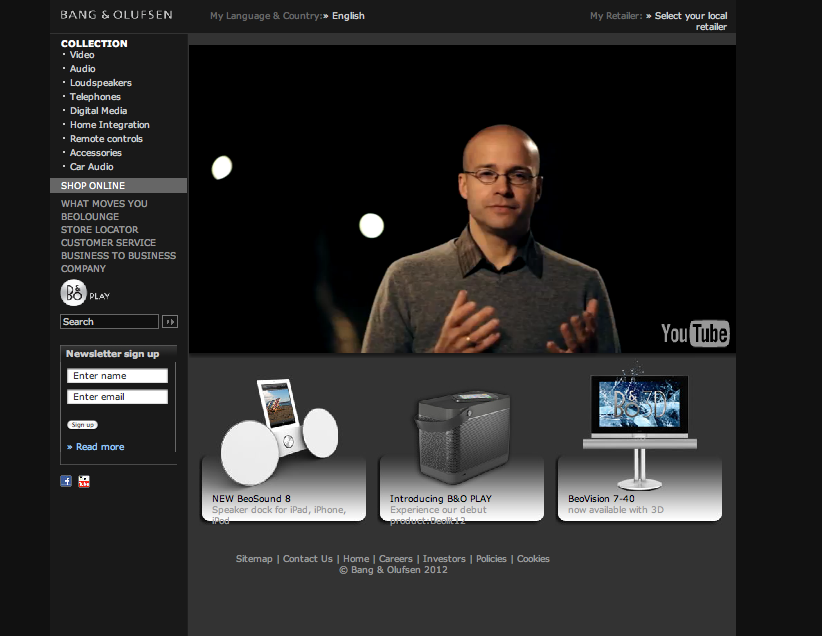 BANG & OLUFSEN
My Language & Country:» English
My Retailer: » Select your local
retailer
COLLECTION
· Video
· Audio
· Loudspeakers
· Telephones
· Digital Media
· Home Integration
· Remote controls
· Accessories
· Car Audio
SHOP ONLINE
WHAT MOVES YOU
BEOLOUNGE
STORE LOCATOR
CUSTOMER SERVICE
BUSINESS TO BUSINESS
COMPANY
B&O PLAY
Search
Newsletter sign up
Enter name
Enter email
Sign up
» Read more
YouTube
B&O 3D
NEW BeoSound 8
Speaker dock for iPad, iPhone,
iPod
Introducing B&O PLAY
Experience our debut
product:Beolit12
BeoVision 7-40
now available with 3D
Sitemap | Contact Us | Home | Careers | Investors | Policies | Cookies
© Bang & Olufsen 2012